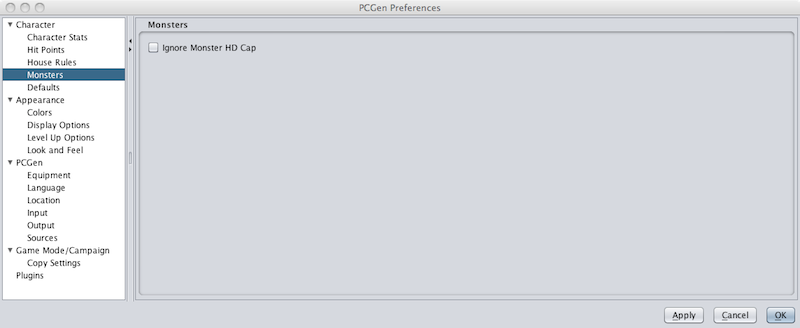 PCGen Preferences
Character
Character Stats
Hit Points
House Rules
Monsters
Defaults
Appearance
Colors
Display Options
Level Up Options
Look and Feel
PCGen
Equipment
Language
Location
Input
Output
Sources
Game Mode/Campaign
Copy Settings
Plugins
Monsters
Ignore Monster HD Cap
Apply Cancel OK